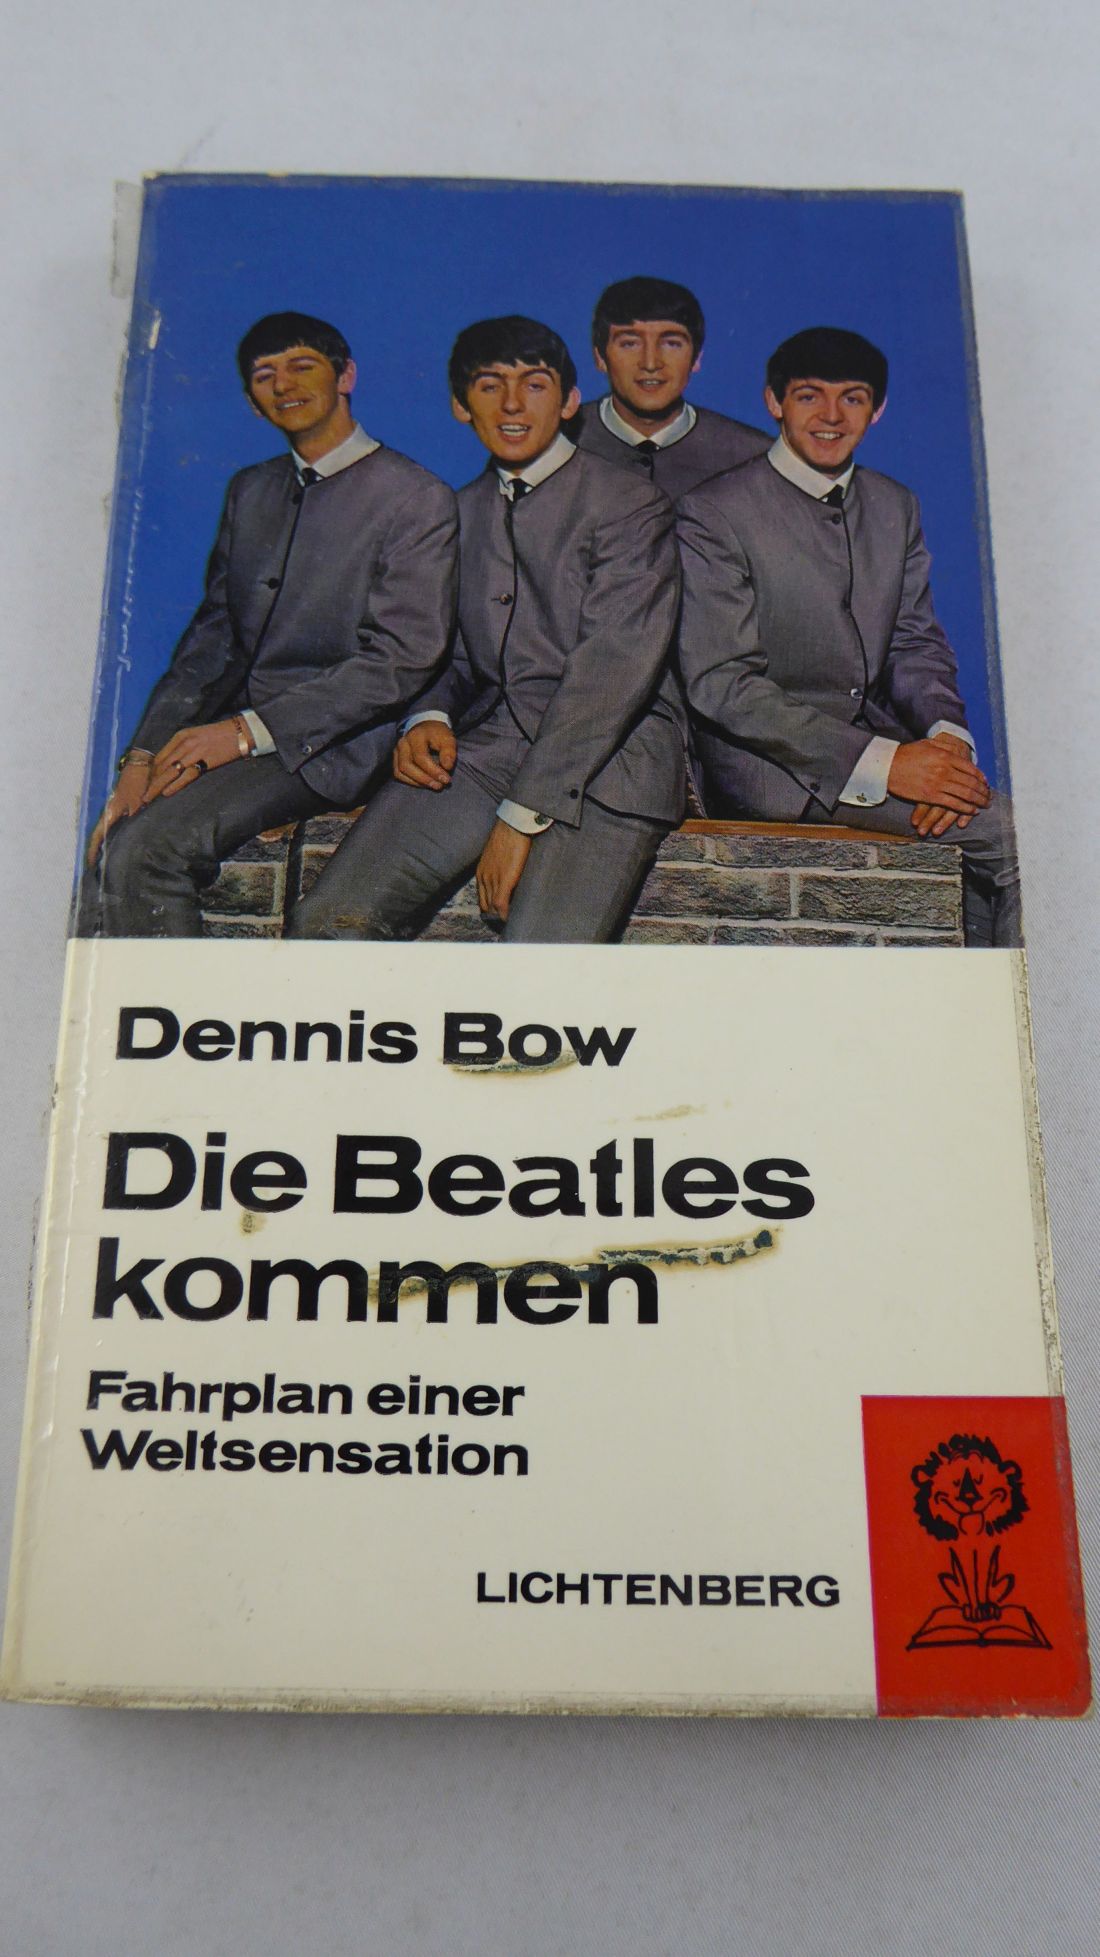 Dennis Bow
Die Beatles
kommen
Fahrplan einer
Weltsensation
LICHTENBERG